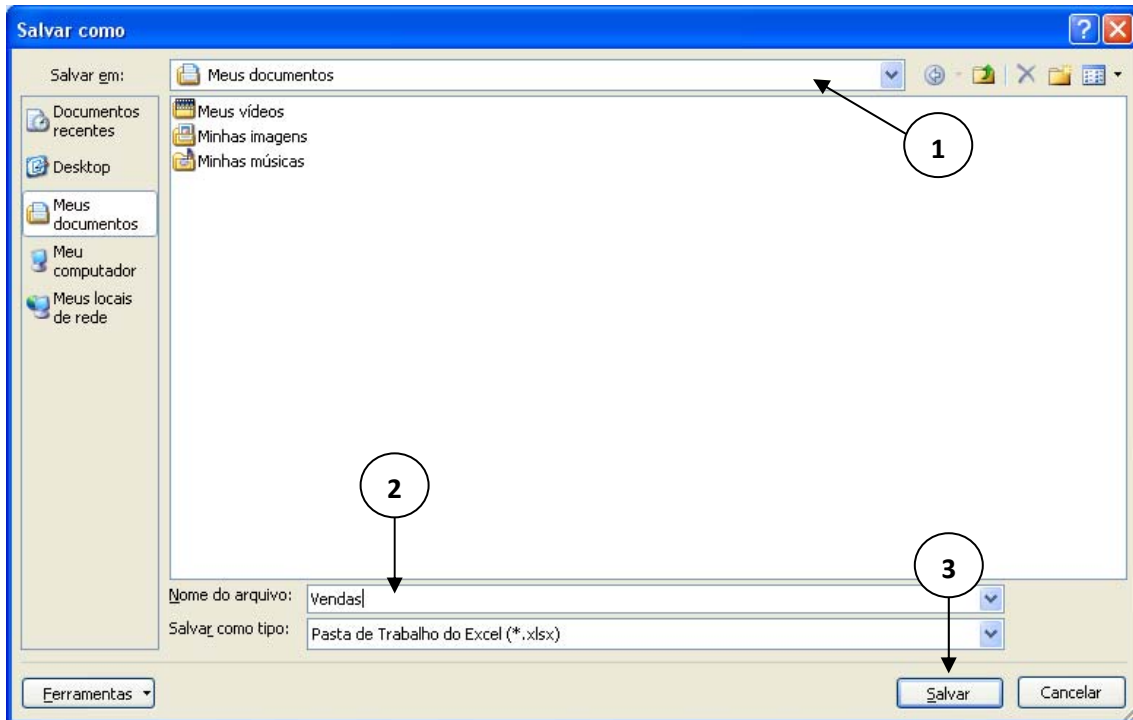 Salvar como
Salvar em:
Meus documentos
Documentos
recentes
Desktop
Meus
documentos
Meu
computador
Meus locais
de rede
Meus vídeos
Minhas imagens
Minhas músicas
1
2
3
Nome do arquivo:
Vendas
Salvar como tipo:
Pasta de Trabalho do Excel (*.xlsx)
Ferramentas
Salvar
Cancelar